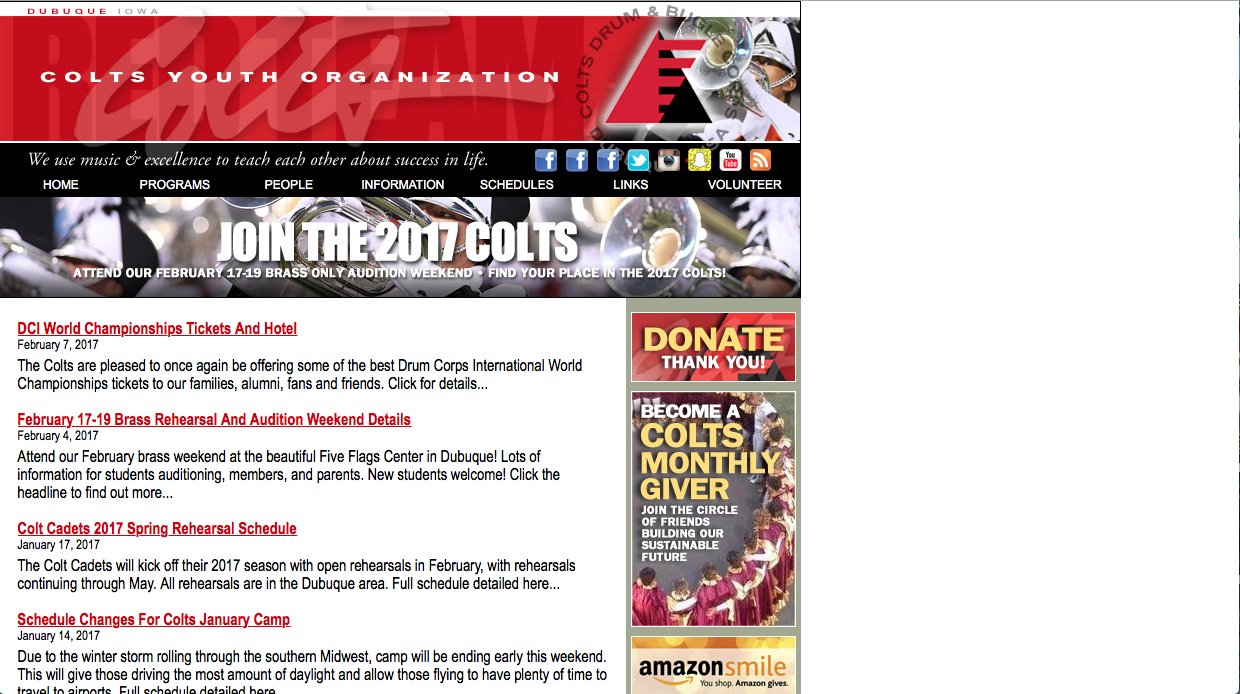 DUBUQUE IOWA
COLTS YOUTH ORGANIZATION
RED TEAM
Colts
COLTS DRUM & BUGLE CO
We use music & excellence to teach each other about success in life.
You Tube
HOME PROGRAMS PEOPLE INFORMATION SCHEDULES LINKS VOLUNTEER
JOIN THE 2017 COLTS
ATTEND OUR FEBRUARY 17-19 BRASS ONLY AUDITION WEEKEND • FIND YOUR PLACE IN THE 2017 COLTS!
DCI World Championships Tickets And Hotel
February 7, 2017
The Colts are pleased to once again be offering some of the best Drum Corps International World
Championships tickets to our families, alumni, fans and friends. Click for details...
February 17-19 Brass Rehearsal And Audition Weekend Details
February 4, 2017
Attend our February brass weekend at the beautiful Five Flags Center in Dubuque! Lots of
information for students auditioning, members, and parents. New students welcome! Click the
headline to find out more...
Colt Cadets 2017 Spring Rehearsal Schedule
January 17, 2017
The Colt Cadets will kick off their 2017 season with open rehearsals in February, with rehearsals
continuing through May. All rehearsals are in the Dubuque area. Full schedule detailed here...
Schedule Changes For Colts January Camp
January 14, 2017
Due to the winter storm rolling through the southern Midwest, camp will be ending early this weekend.
This will give those driving the most amount of daylight and allow those flying to have plenty of time to
travel to airports. Full schedule detailed here
DONATE
THANK YOU!
BECOME A
COLTS
MONTHLY
GIVER
JOIN THE CIRCLE
OF FRIENDS
BUILDING OUR
SUSTAINABLE
FUTURE
amazonsmile
You shop. Amazon gives.